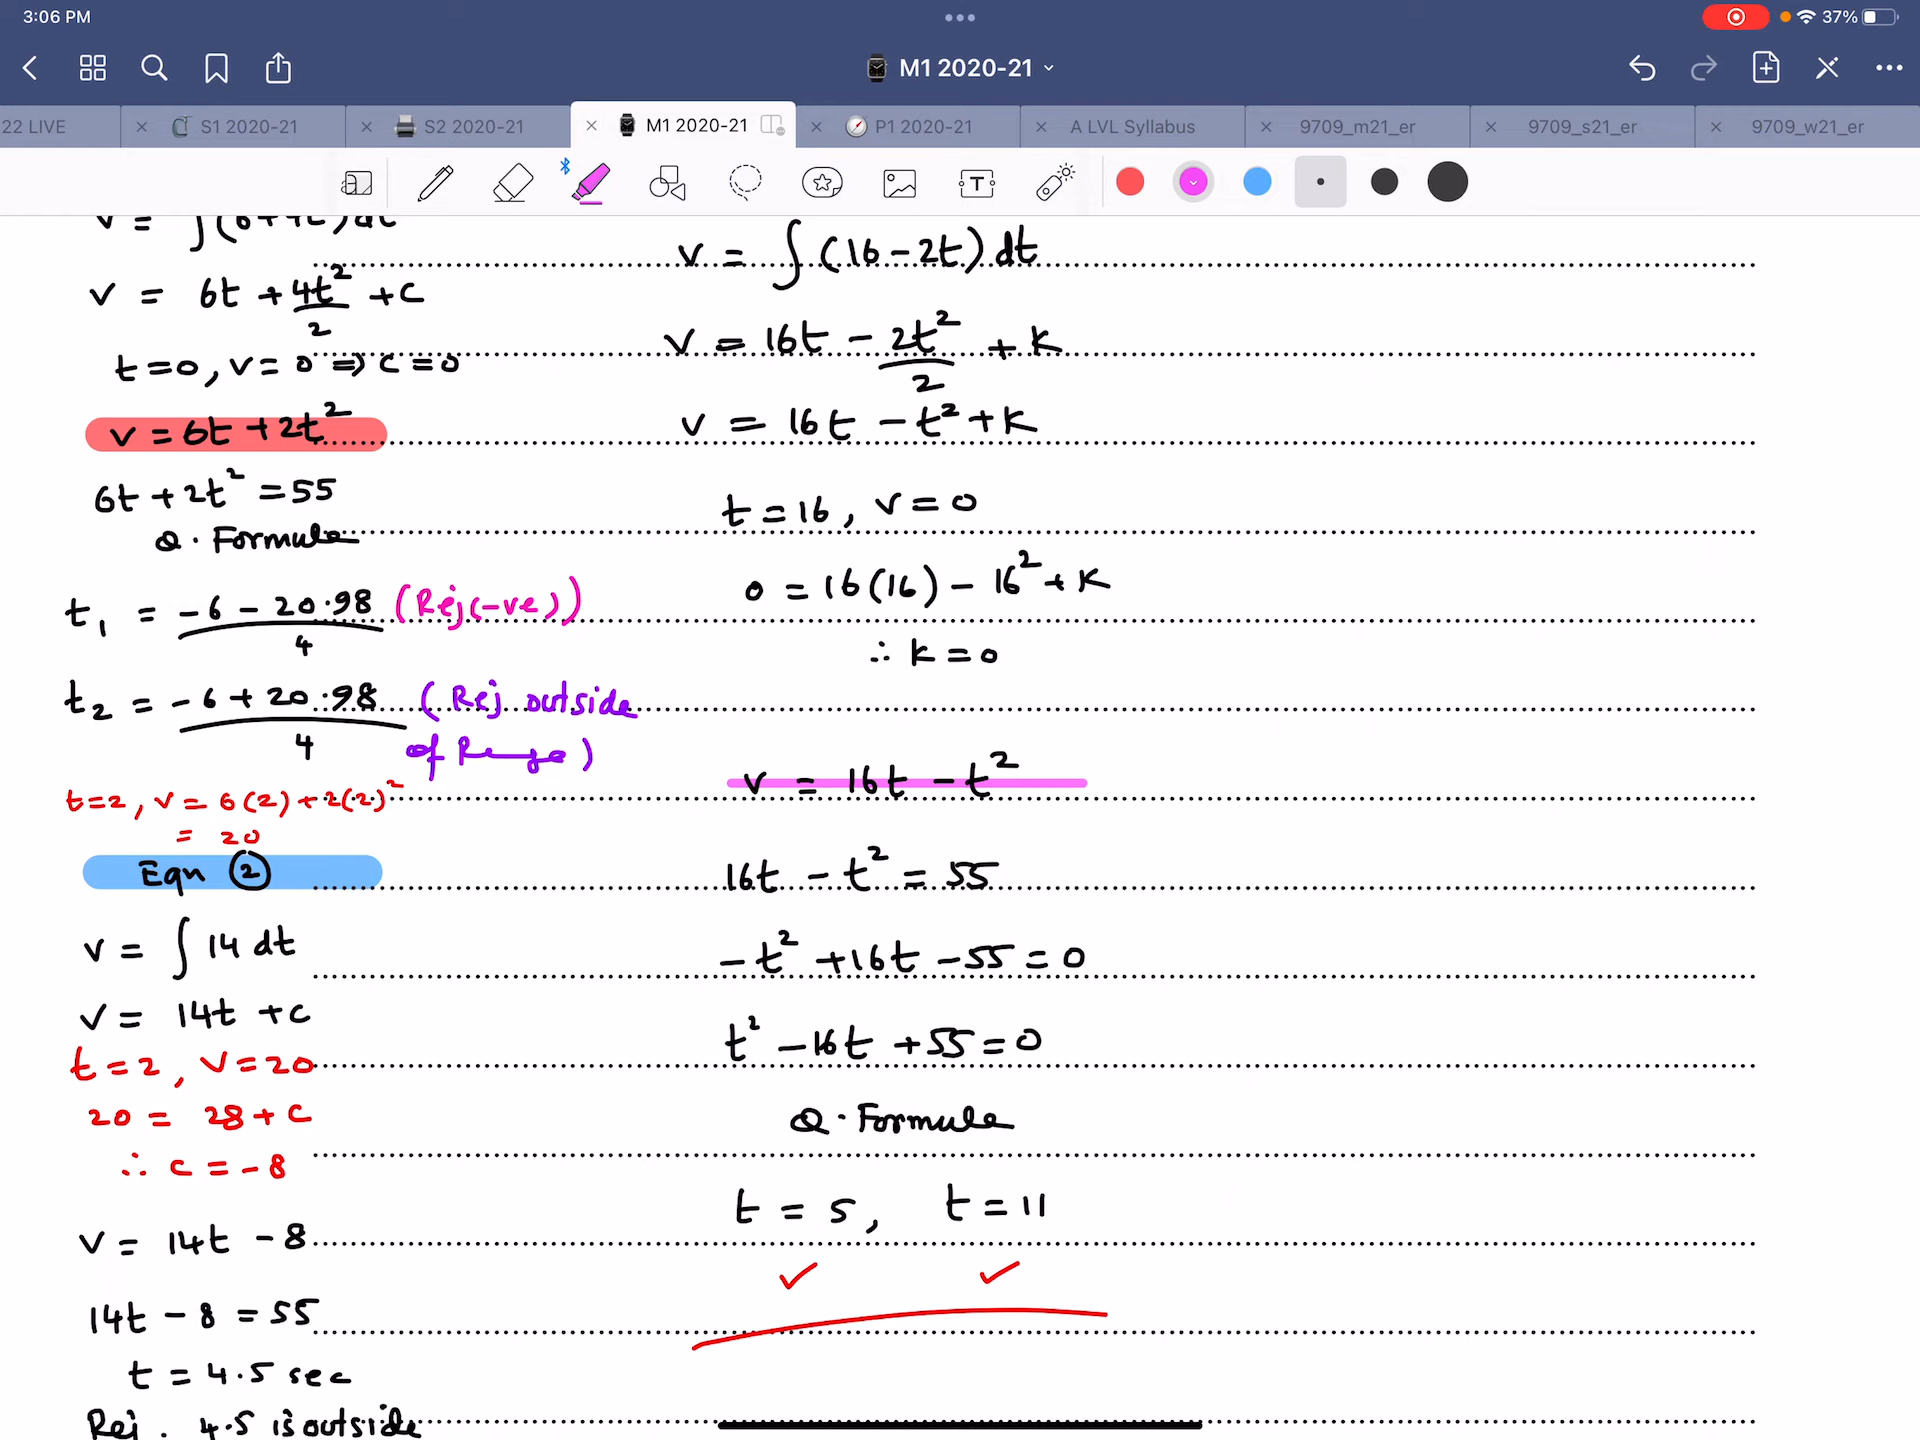 3:06 PM
37%
M1 2020-21
22 LIVE
S1 2020-21
S2 2020-21
M1 2020-21
P1 2020-21
A LVL Syllabus
9709_m21_er
9709_s21_er
9709_w21_er
v = ∫(6+4t)dt
v = 6t + 4t²/2 + c
t=0, v=0 ⇒ c=0
v = 6t + 2t²
6t + 2t² = 55
Q. Formula
t₁ = (-6 - 20.98)/4 (Rej(-ve))
t₂ = (-6 + 20.98)/4 (Rej outside
of Range)
t=2, v = 6(2)+2(2)²
= 20
Eqn ②
v = ∫14 dt
v = 14t + c
t=2, v=20
20 = 28 + c
∴ c = -8
v = 14t - 8
14t - 8 = 55
t = 4.5 sec
Rej. 4.5 is outside
v = ∫(16-2t)dt
v = 16t - 2t²/2 + k
v = 16t - t² + k
t = 16, v = 0
0 = 16(16) - 16² + k
∴ k = 0
v = 16t - t²
16t - t² = 55
-t² + 16t - 55 = 0
t² - 16t + 55 = 0
Q. Formula
t = 5, t = 11